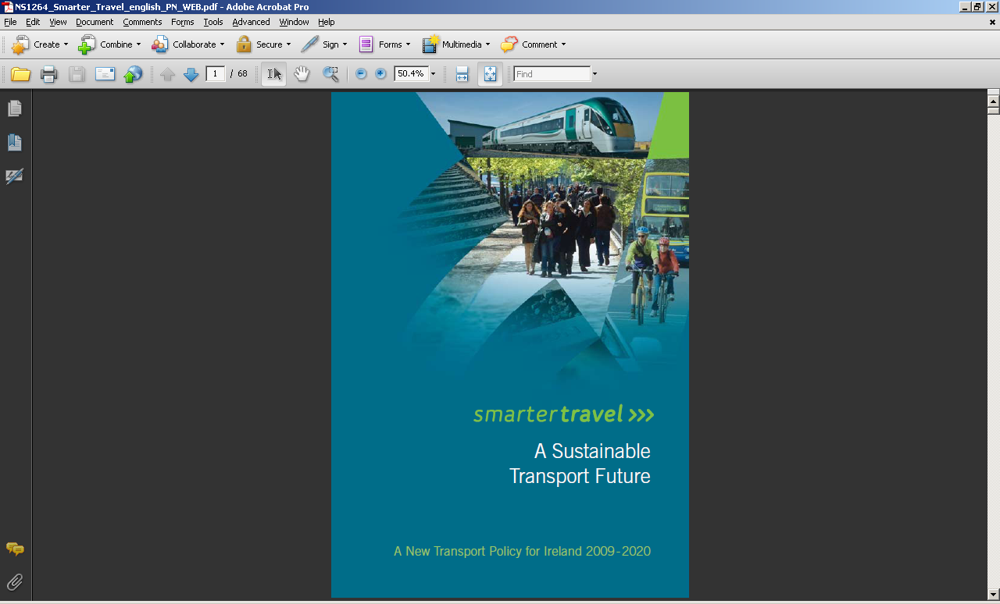 NS1264_Smarter_Travel_english_PN_WEB.pdf - Adobe Acrobat Pro
File Edit View Document Comments Forms Tools Advanced Window Help
Create Combine Collaborate Secure Sign Forms Multimedia Comment
1 / 68 50.4% Find
14
smartertravel >>>
A Sustainable
Transport Future
A New Transport Policy for Ireland 2009-2020